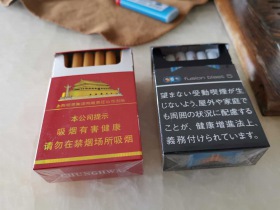 本公司提示
吸烟有害健康
请勿在禁烟场所吸烟
fusion blast 5
望まない受動喫煙が生
じないよう、屋外や家庭で
も周囲の状況に配慮する
ことが、健康増進法上、
義務付けられています。